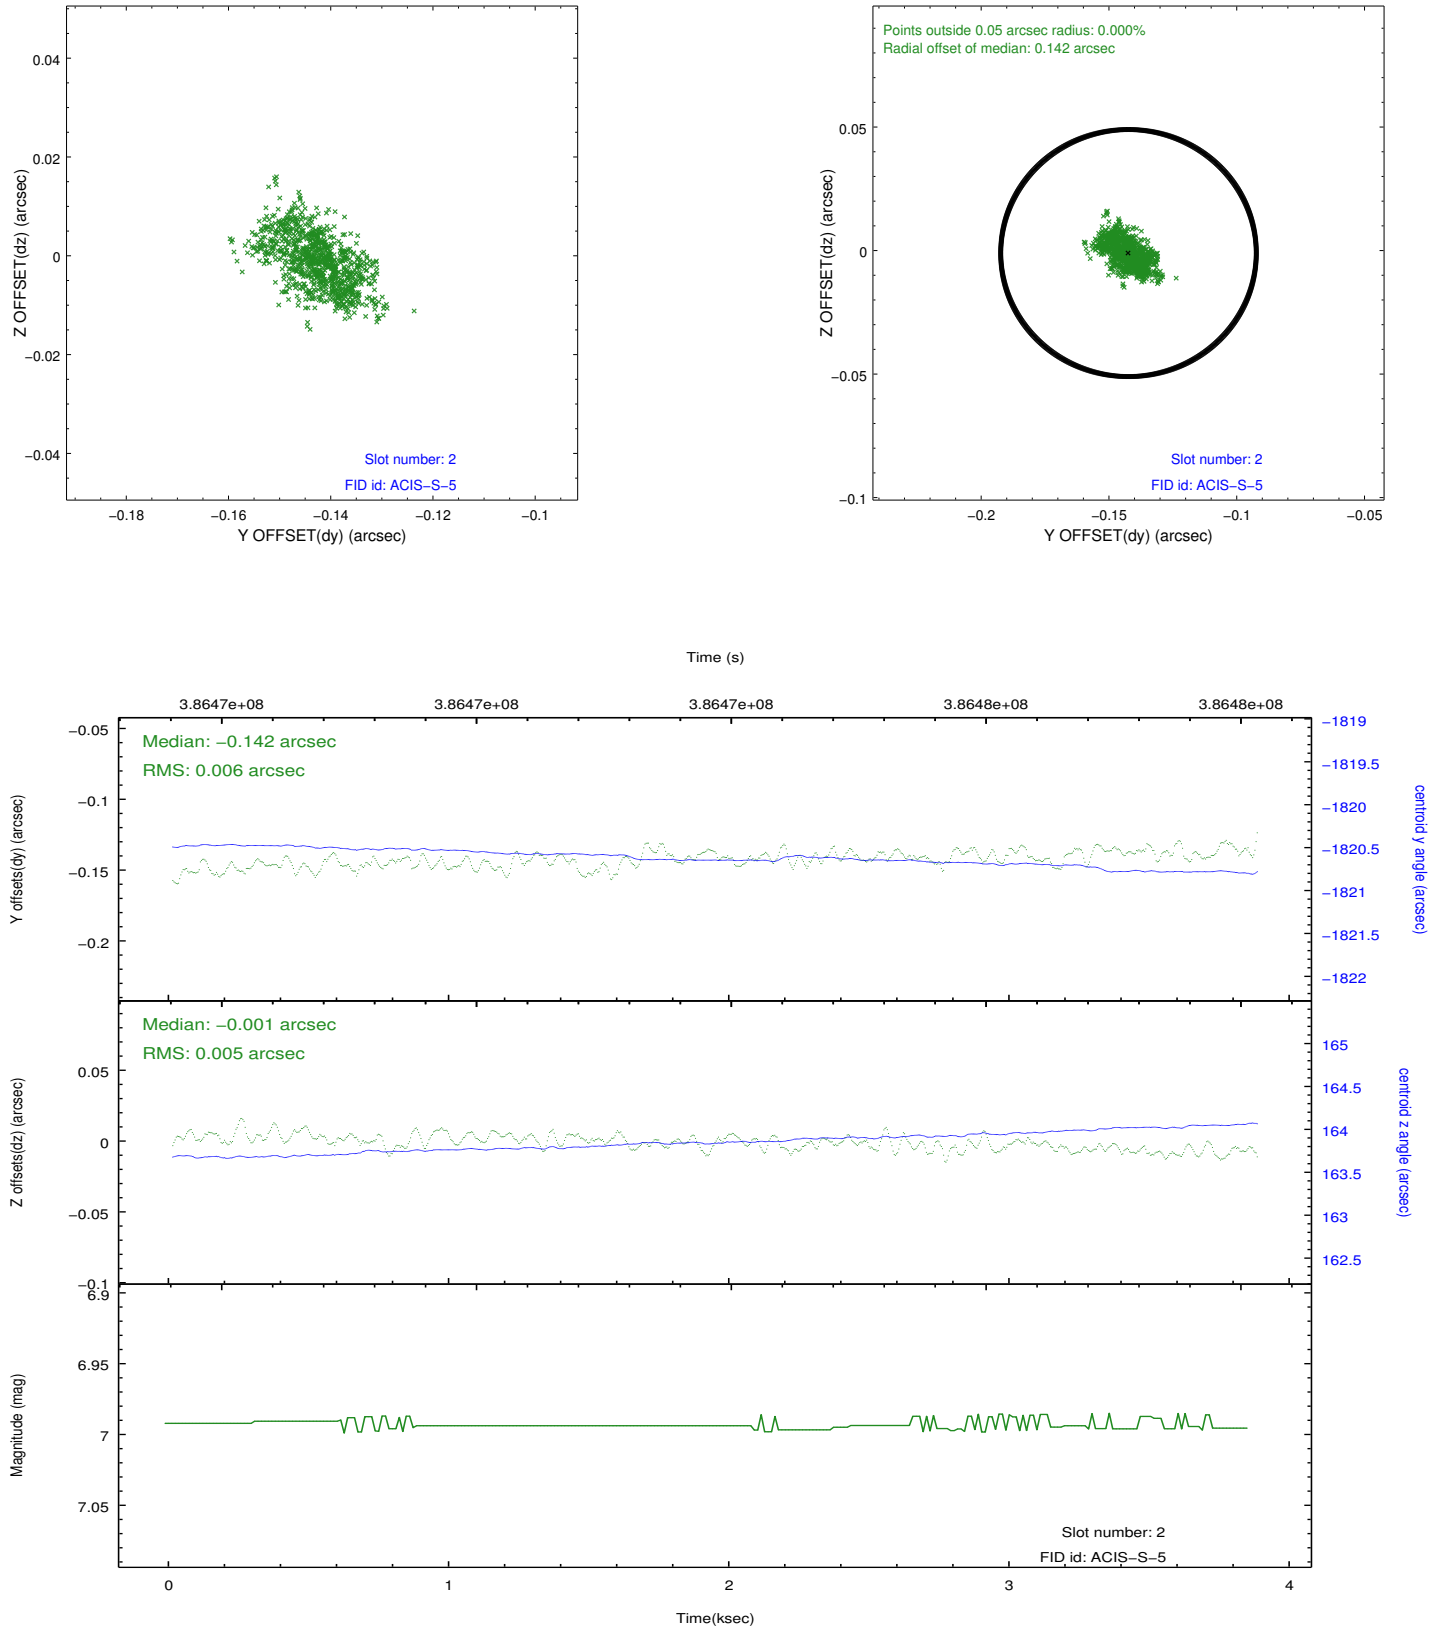 0.04
0.02
0
−0.02
−0.04
Z OFFSET(dz) (arcsec)
Slot number: 2
FID id: ACIS−S−5
−0.18
−0.16
−0.14
−0.12
−0.1
Y OFFSET(dy) (arcsec)
Points outside 0.05 arcsec radius: 0.000%
Radial offset of median: 0.142 arcsec
0.05
0
−0.05
−0.1
Z OFFSET(dz) (arcsec)
Slot number: 2
FID id: ACIS−S−5
−0.2
−0.15
−0.1
−0.05
Y OFFSET(dy) (arcsec)
Time (s)
3.8647e+08
3.8647e+08
3.8647e+08
3.8648e+08
3.8648e+08
Median: −0.142 arcsec
RMS: 0.006 arcsec
−0.05
−0.1
−0.15
−0.2
Y offsets(dy) (arcsec)
−1819
−1819.5
−1820
−1820.5
−1821
−1821.5
−1822
centroid y angle (arcsec)
Median: −0.001 arcsec
RMS: 0.005 arcsec
0.05
0
−0.05
−0.1
Z offsets(dz) (arcsec)
165
164.5
164
163.5
163
162.5
centroid z angle (arcsec)
6.9
6.95
7
7.05
Magnitude (mag)
Slot number: 2
FID id: ACIS−S−5
0
1
2
3
4
Time(ksec)